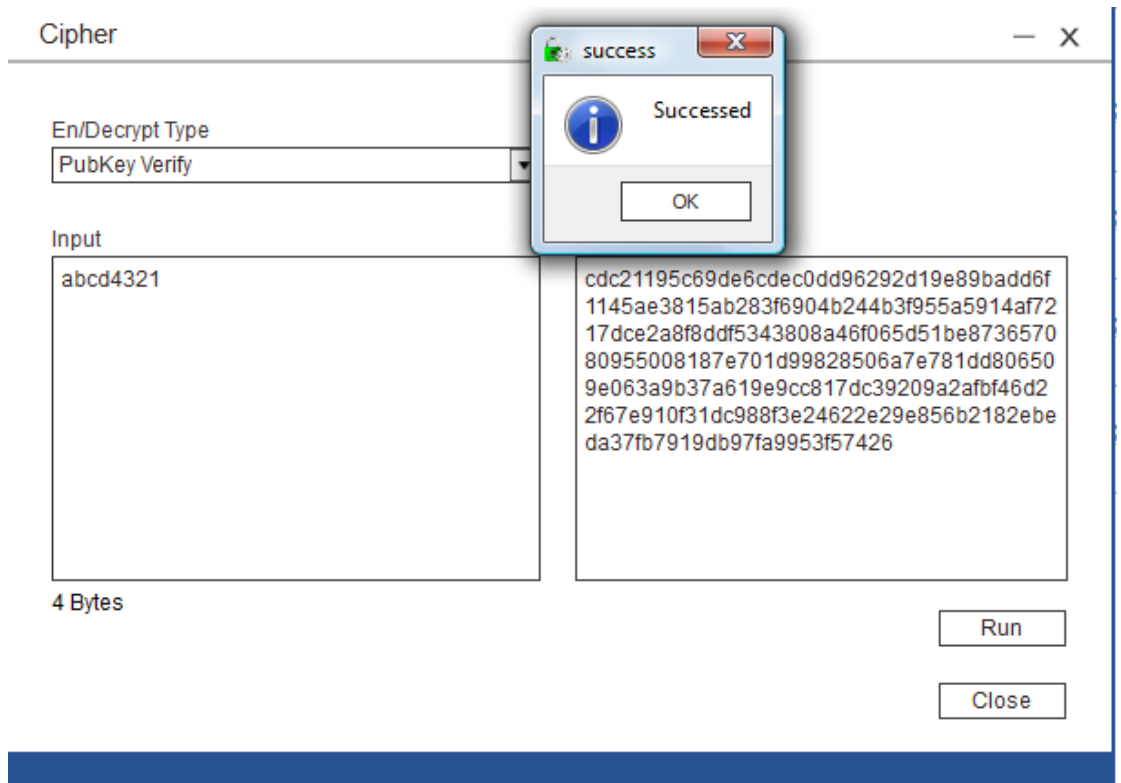 Cipher
success
Successed
OK
En/Decrypt Type
PubKey Verify
Input
abcd4321
cdc21195c69de6cdec0dd96292d19e89badd6f
1145ae3815ab283f6904b244b3f955a5914af72
17dce2a8f8ddf5343808a46f065d51be8736570
80955008187e701d99828506a7e781dd80650
9e063a9b37a619e9cc817dc39209a2afbf46d2
2f67e910f31dc988f3e24622e29e856b2182ebe
da37fb7919db97fa9953f57426
4 Bytes
Run
Close